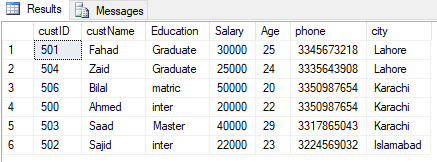 Results Messages
custID custName Education Salary Age phone city
1 501 Fahad Graduate 30000 25 3345673218 Lahore
2 504 Zaid Graduate 25000 24 3335643908 Lahore
3 506 Bilal matric 50000 20 3350987654 Karachi
4 500 Ahmed inter 20000 22 3350987654 Karachi
5 503 Saad Master 40000 29 3317865043 Karachi
6 502 Sajid inter 22000 23 3224569032 Islamabad